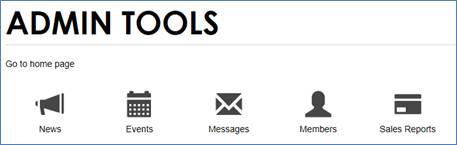 ADMIN TOOLS
Go to home page
News Events Messages Members Sales Reports